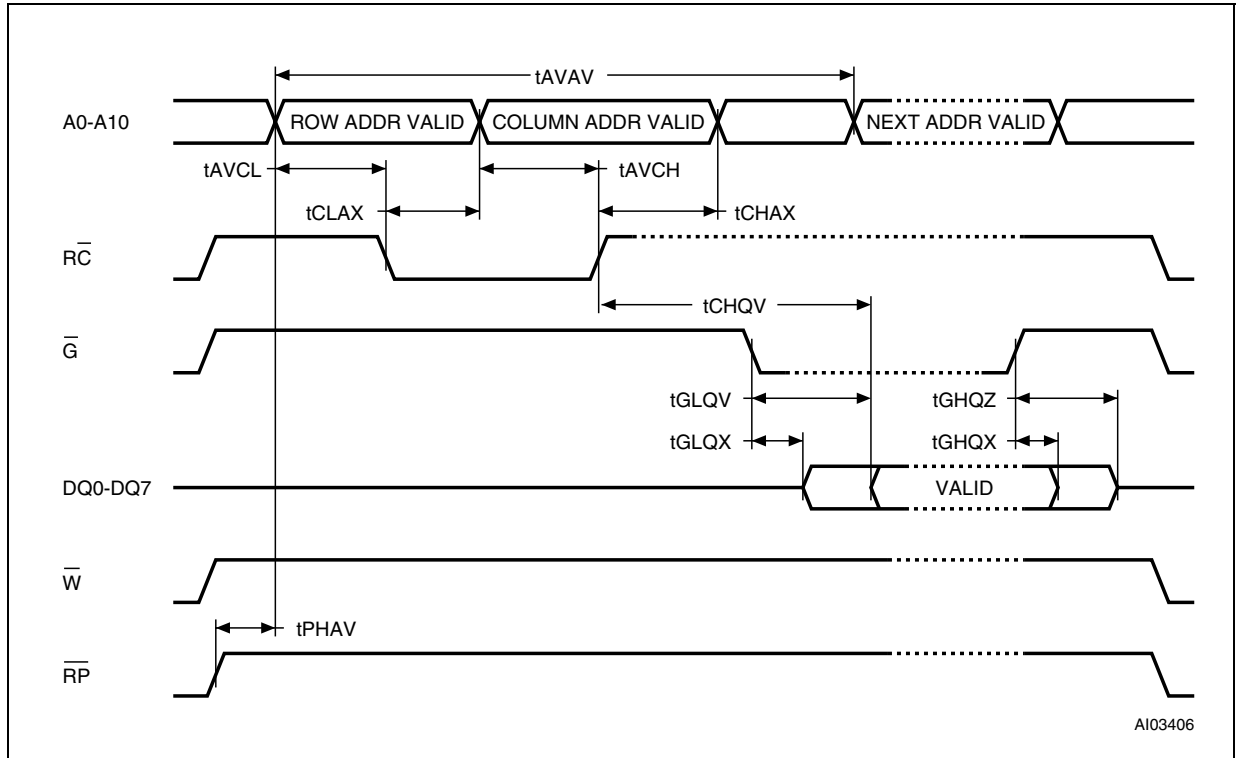 tAVAV
A0-A10
ROW ADDR VALID
COLUMN ADDR VALID
NEXT ADDR VALID
tAVCL
tAVCH
tCLAX
tCHAX
RC̅
tCHQV
G̅
tGLQV
tGHQZ
tGLQX
tGHQX
DQ0-DQ7
VALID
W̅
tPHAV
R̅P̅
AI03406